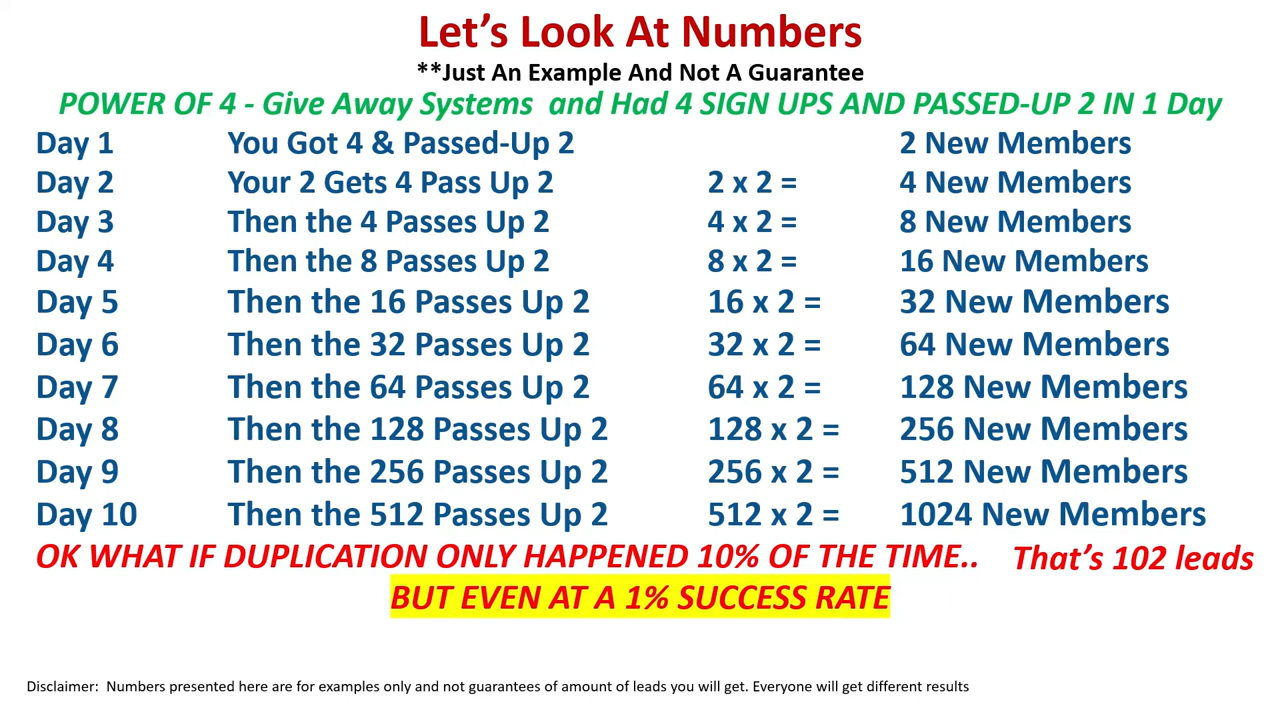 Let's Look At Numbers
**Just An Example And Not A Guarantee
POWER OF 4 - Give Away Systems and Had 4 SIGN UPS AND PASSED-UP 2 IN 1 Day
Day 1 You Got 4 & Passed-Up 2 2 New Members
Day 2 Your 2 Gets 4 Pass Up 2 2 x 2 = 4 New Members
Day 3 Then the 4 Passes Up 2 4 x 2 = 8 New Members
Day 4 Then the 8 Passes Up 2 8 x 2 = 16 New Members
Day 5 Then the 16 Passes Up 2 16 x 2 = 32 New Members
Day 6 Then the 32 Passes Up 2 32 x 2 = 64 New Members
Day 7 Then the 64 Passes Up 2 64 x 2 = 128 New Members
Day 8 Then the 128 Passes Up 2 128 x 2 = 256 New Members
Day 9 Then the 256 Passes Up 2 256 x 2 = 512 New Members
Day 10 Then the 512 Passes Up 2 512 x 2 = 1024 New Members
OK WHAT IF DUPLICATION ONLY HAPPENED 10% OF THE TIME.. That's 102 leads
BUT EVEN AT A 1% SUCCESS RATE
Disclaimer: Numbers presented here are for examples only and not guarantees of amount of leads you will get. Everyone will get different results